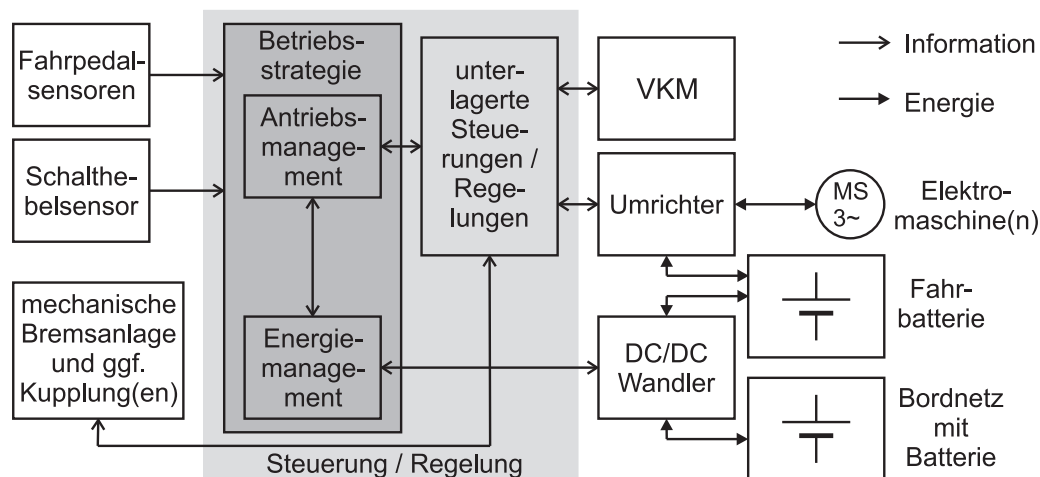 Fahrpedal-
sensoren
Schalthe-
belsensor
mechanische
Bremsanlage
und ggf.
Kupplung(en)
Betriebs-
strategie
Antriebs-
manage-
ment
Energie-
manage-
ment
unter-
lagerte
Steue-
rungen /
Rege-
lungen
Steuerung / Regelung
VKM
Umrichter
DC/DC
Wandler
Information
Energie
MS
3~
Elektro-
maschine(n)
Fahr-
batterie
Bordnetz
mit
Batterie